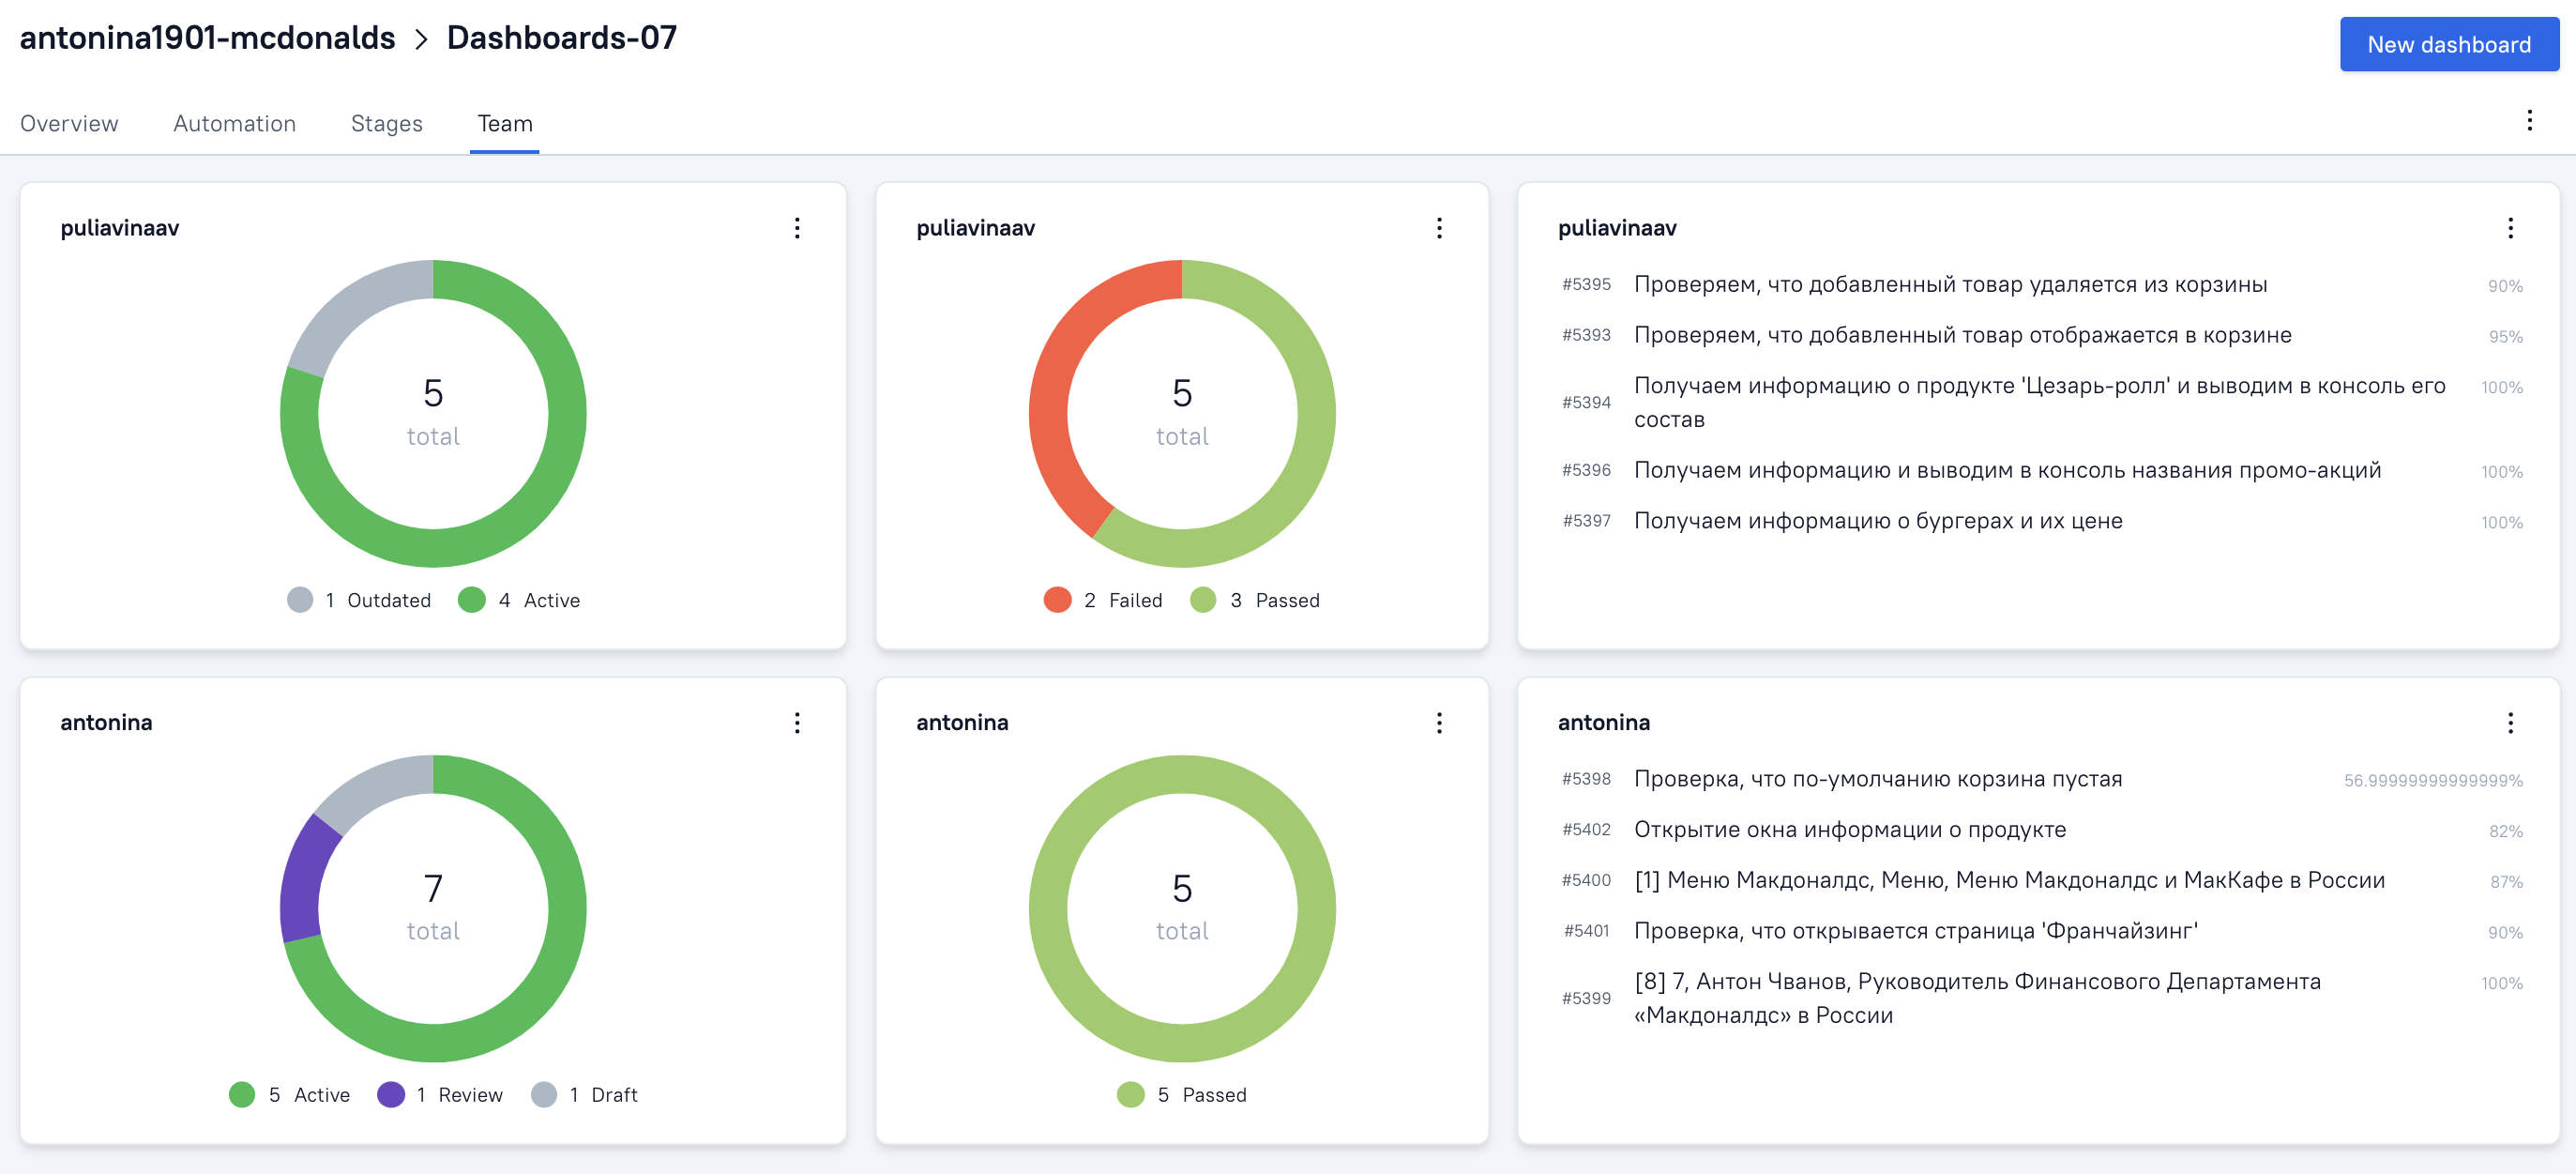 antonina1901-mcdonalds > Dashboards-07
New dashboard
Overview Automation Stages Team
puliavinaav
5
total
1 Outdated 4 Active
puliavinaav
5
total
2 Failed 3 Passed
puliavinaav
#5395 Проверяем, что добавленный товар удаляется из корзины 90%
#5393 Проверяем, что добавленный товар отображается в корзине 95%
#5394 Получаем информацию о продукте 'Цезарь-ролл' и выводим в консоль его 100%
состав
#5396 Получаем информацию и выводим в консоль названия промо-акций 100%
#5397 Получаем информацию о бургерах и их цене 100%
antonina
7
total
5 Active 1 Review 1 Draft
antonina
5
total
5 Passed
antonina
#5398 Проверка, что по-умолчанию корзина пустая 56.99999999999999%
#5402 Открытие окна информации о продукте 82%
#5400 [1] Меню Макдоналдс, Меню, Меню Макдоналдс и МакКафе в России 87%
#5401 Проверка, что открывается страница 'Франчайзинг' 90%
#5399 [8] 7, Антон Чванов, Руководитель Финансового Департамента 100%
«Макдоналдс» в России